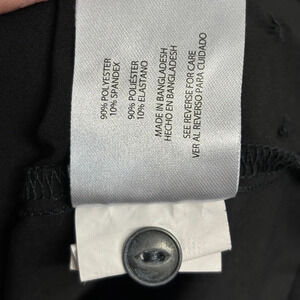 90% POLYESTER
10% SPANDEX
90% POLIÉSTER
10% ELASTANO
MADE IN BANGLADESH
HECHO EN BANGLADESH
SEE REVERSE FOR CARE
VER AL REVERSO PARA CUIDADO